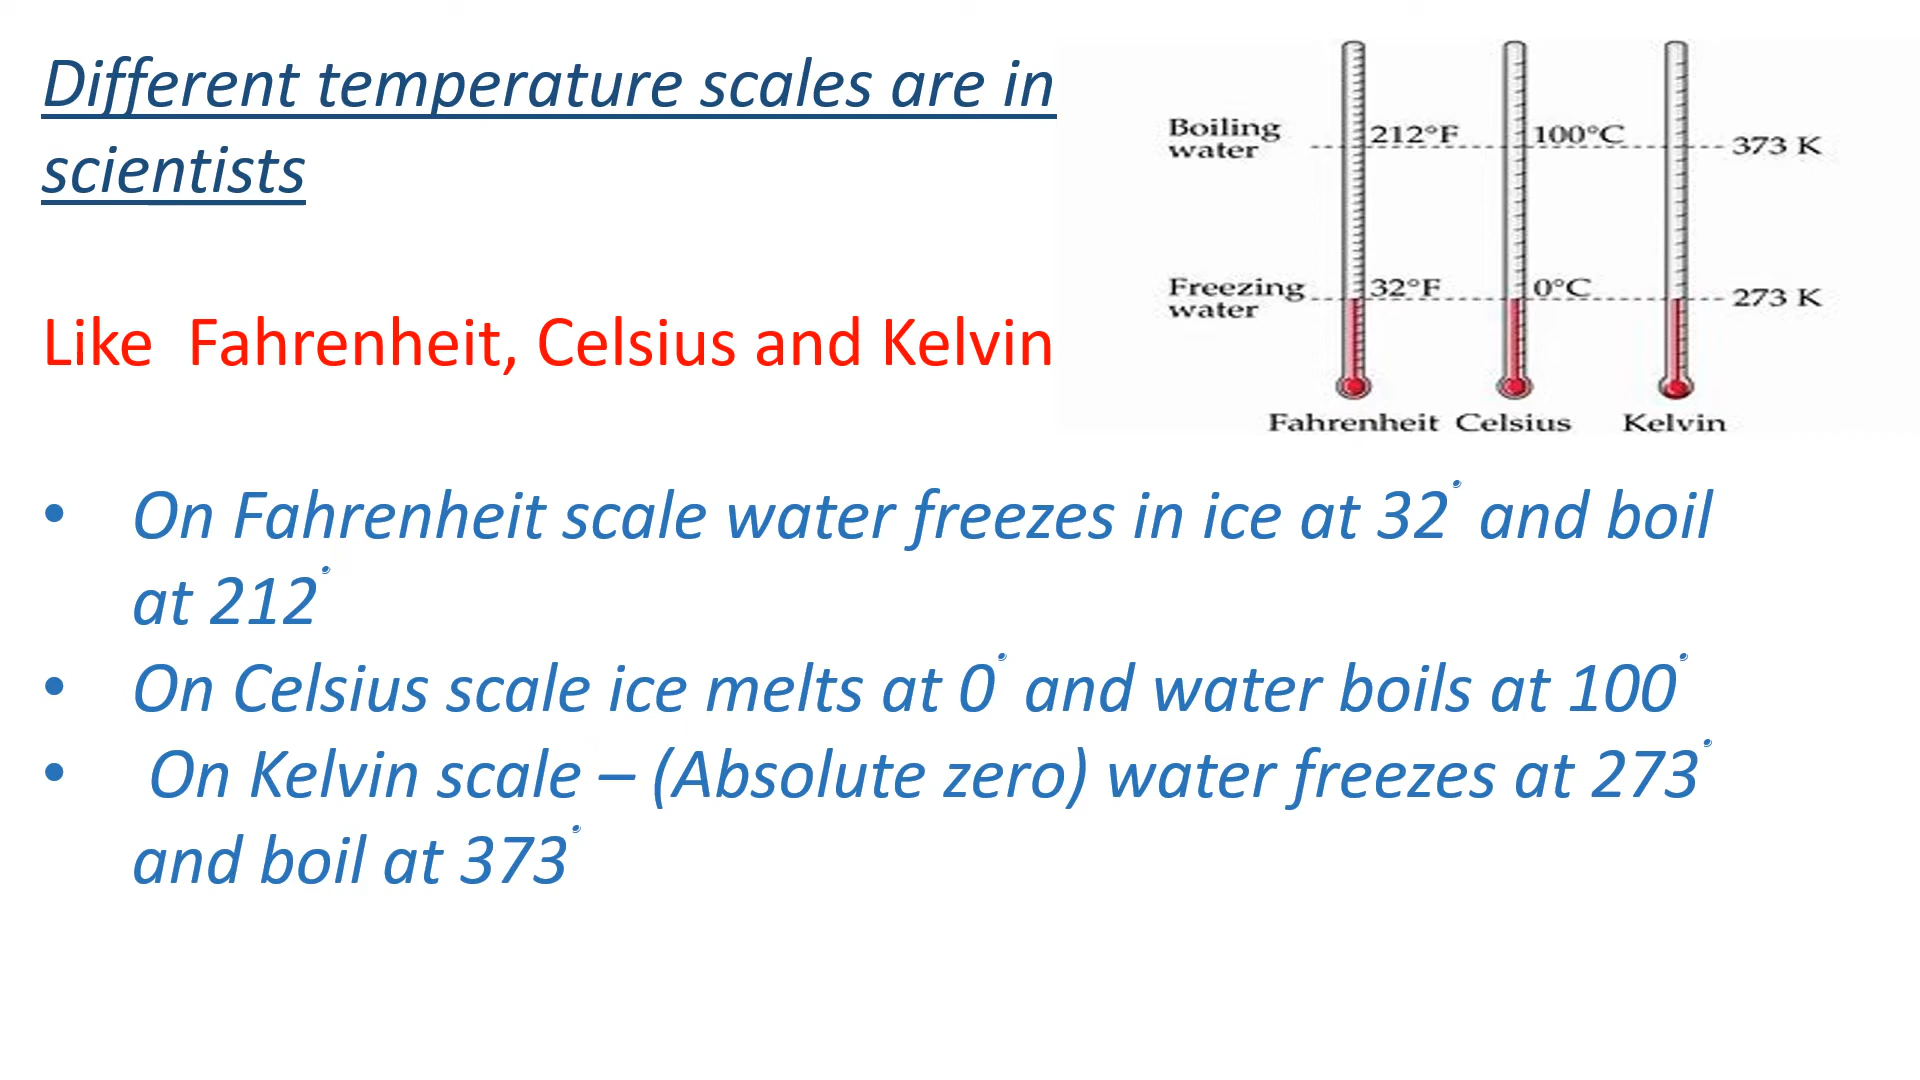 Different temperature scales are in
scientists
Like  Fahrenheit, Celsius and Kelvin
Boiling
water
212°F
100°C
373 K
Freezing
water
32°F
0°C
273 K
Fahrenheit
Celsius
Kelvin
• On Fahrenheit scale water freezes in ice at 32° and boil
at 212°
• On Celsius scale ice melts at 0° and water boils at 100°
• On Kelvin scale – (Absolute zero) water freezes at 273°
and boil at 373°